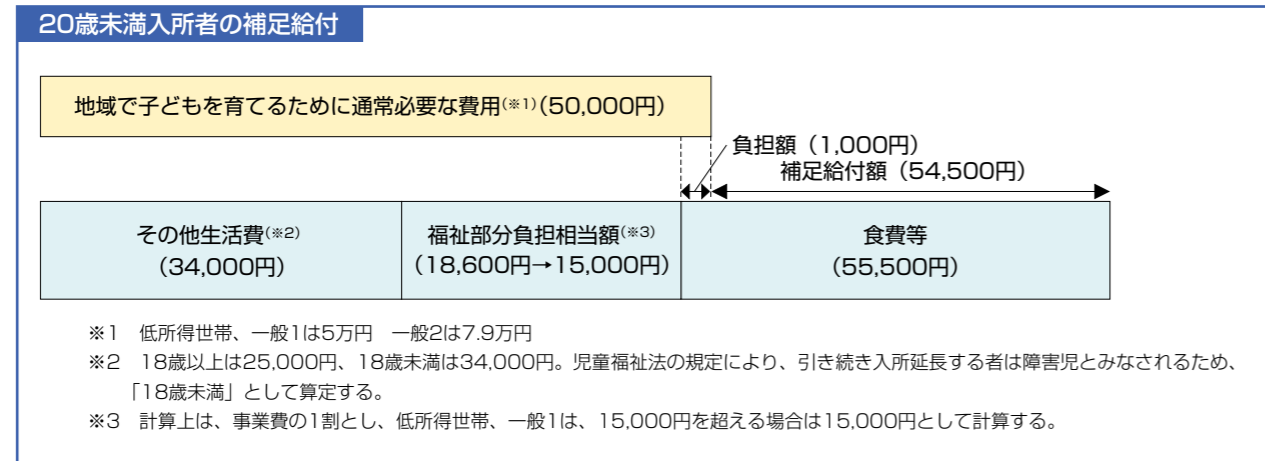 20歳未満入所者の補足給付
地域で子どもを育てるために通常必要な費用(※1)(50,000円)
負担額(1,000円)
補足給付額(54,500円)
その他生活費(※2)
(34,000円)
福祉部分負担相当額(※3)
(18,600円→15,000円)
食費等
(55,500円)
※1 低所得世帯、一般1は5万円 一般2は7.9万円
※2 18歳以上は25,000円、18歳未満は34,000円。児童福祉法の規定により、引き続き入所延長する者は障害児とみなされるため、
「18歳未満」として算定する。
※3 計算上は、事業費の1割とし、低所得世帯、一般1は、15,000円を超える場合は15,000円として計算する。